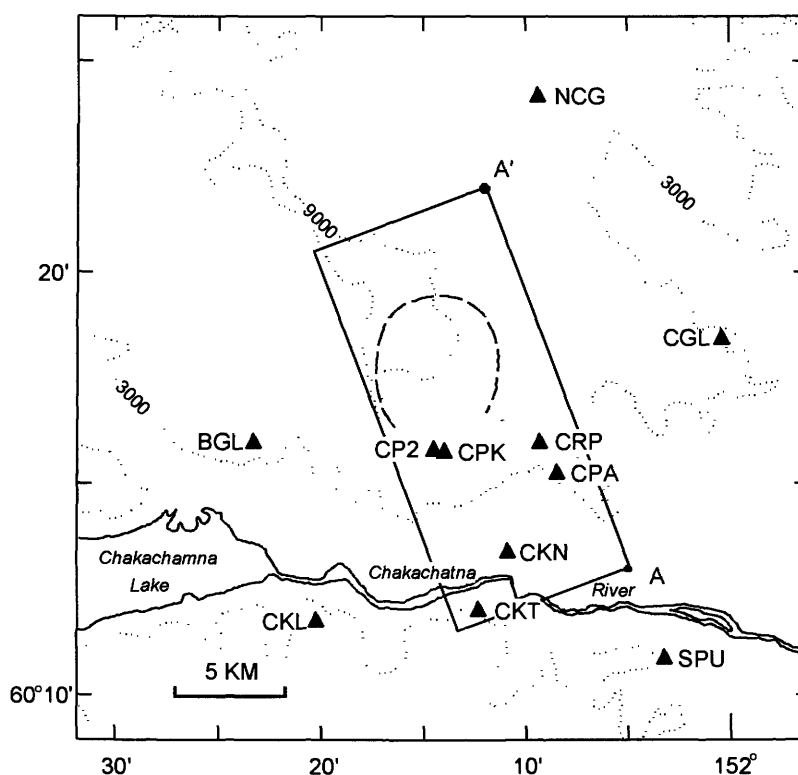 NCG
A'
9000
3000
20'
CGL
3000
BGL
CP2
CPK
CRP
CPA
CKN
Chakachamna
Lake
Chakachatna
River
A
CKL
CKT
SPU
5 KM
60°10'
30'
20'
10'
152°